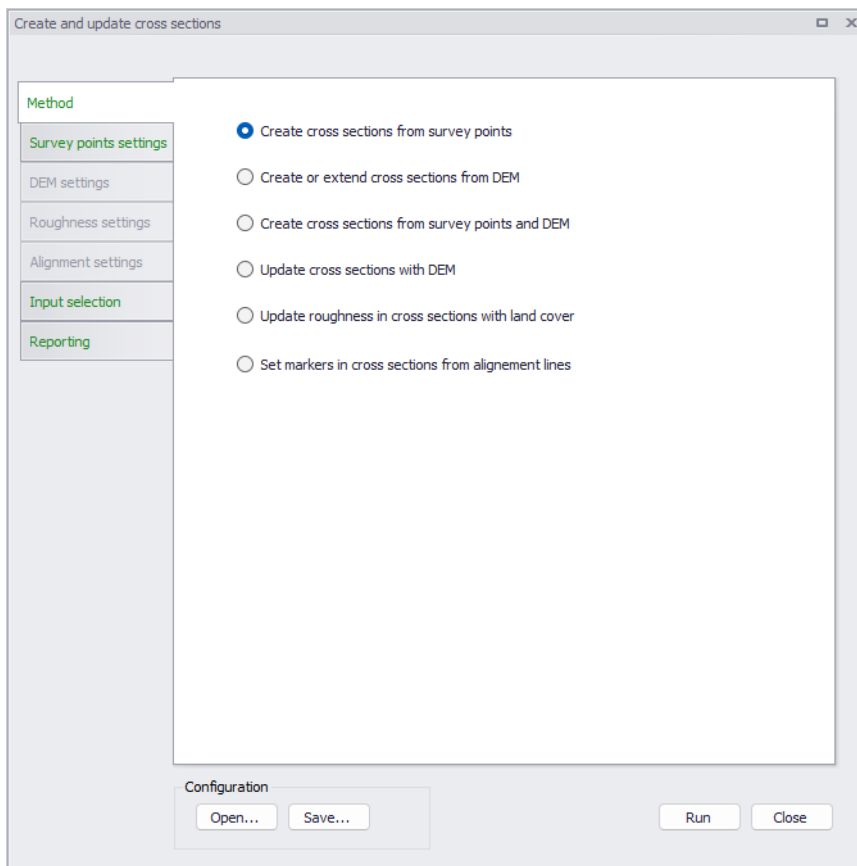 Create and update cross sections
Method
Survey points settings
DEM settings
Roughness settings
Alignment settings
Input selection
Reporting
Create cross sections from survey points
Create or extend cross sections from DEM
Create cross sections from survey points and DEM
Update cross sections with DEM
Update roughness in cross sections with land cover
Set markers in cross sections from alignement lines
Configuration
Open...
Save...
Run
Close